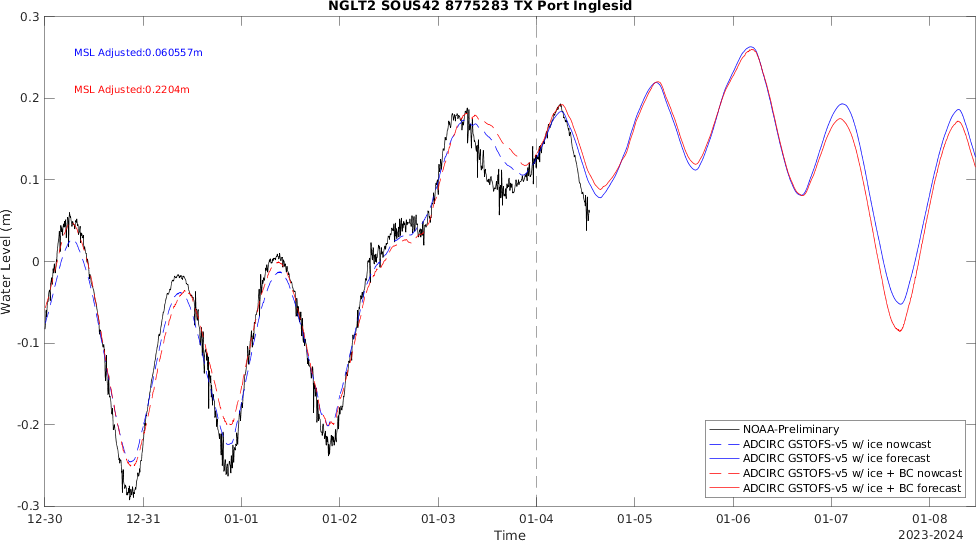 NGLT2 SOUS42 8775283 TX Port Inglesid
0.3
MSL Adjusted:0.060557m
MSL Adjusted:0.2204m
0.2
0.1
0
-0.1
-0.2
-0.3
Water Level (m)
NOAA-Preliminary
ADCIRC GSTOFS-v5 w/ ice nowcast
ADCIRC GSTOFS-v5 w/ ice forecast
ADCIRC GSTOFS-v5 w/ice + BC nowcast
ADCIRC GSTOFS-v5 w/ice + BC forecast
12-30 12-31 01-01 01-02 01-03 01-04 01-05 01-06 01-07 01-08
Time
2023-2024